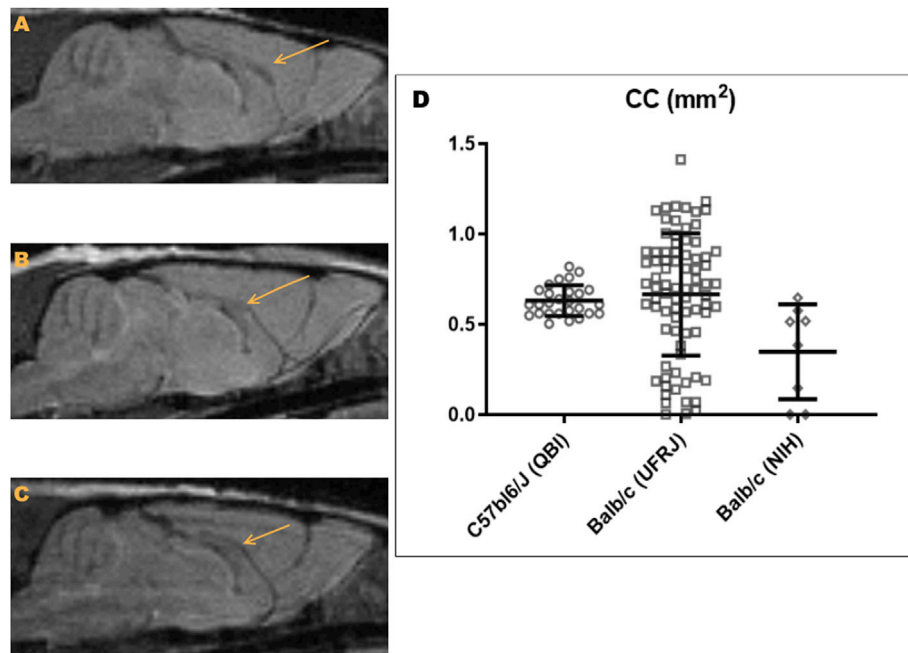 A
B
C
D
CC (mm²)
1.5
1.0
0.5
0.0
C57bl6/J (QBI)
Balb/c (UFRJ)
Balb/c (NIH)